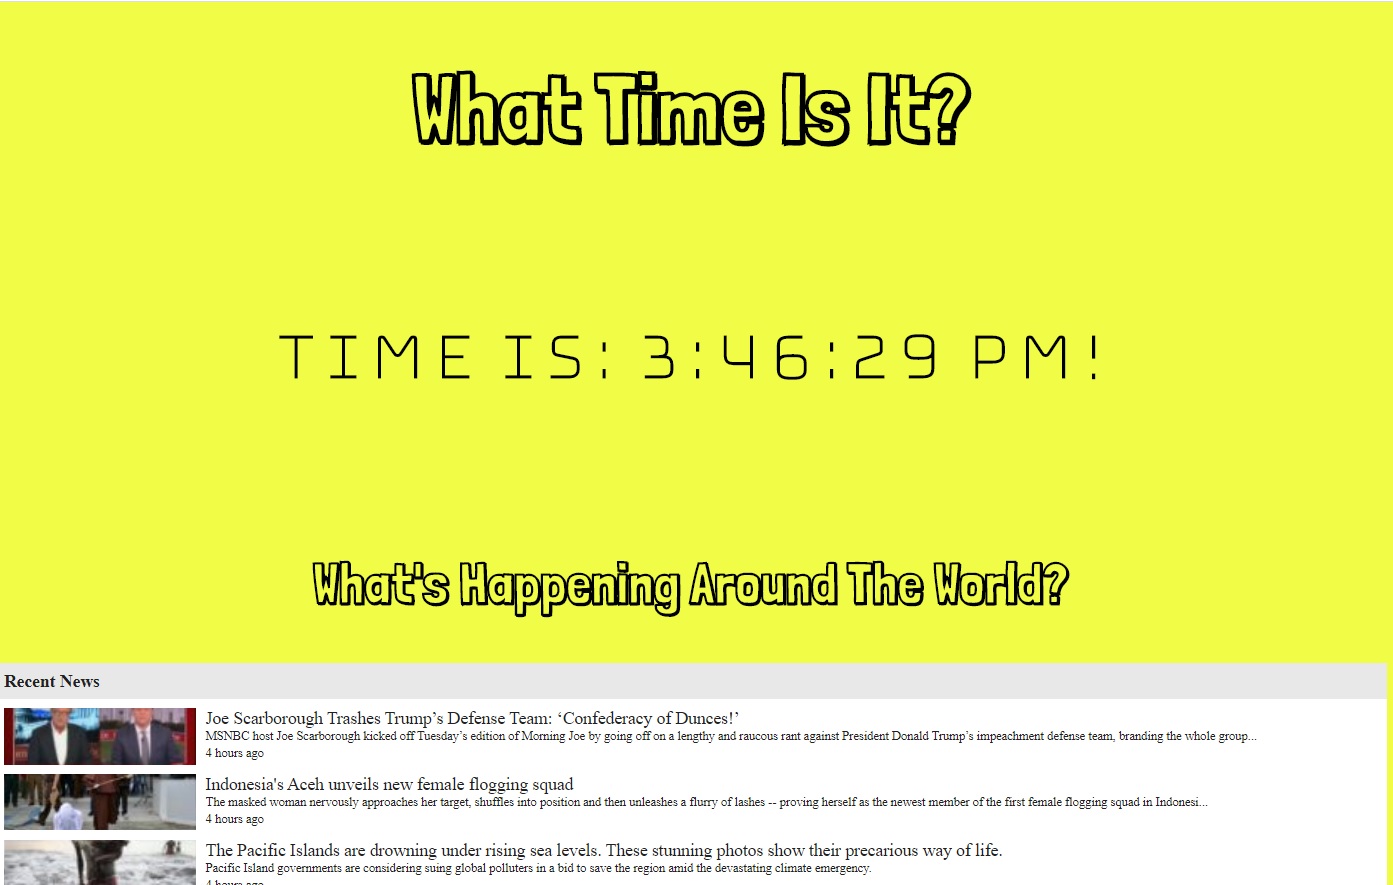 What Time Is It?
TIME IS: 3:46:29 PM!
What's Happening Around The World?
Recent News
Joe Scarborough Trashes Trump’s Defense Team: ‘Confederacy of Dunces!’
MSNBC host Joe Scarborough kicked off Tuesday’s edition of Morning Joe by going off on a lengthy and raucous rant against President Donald Trump’s impeachment defense team, branding the whole group...
4 hours ago
Indonesia's Aceh unveils new female flogging squad
The masked woman nervously approaches her target, shuffles into position and then unleashes a flurry of lashes -- proving herself as the newest member of the first female flogging squad in Indonesi...
4 hours ago
The Pacific Islands are drowning under rising sea levels. These stunning photos show their precarious way of life.
Pacific Island governments are considering suing global polluters in a bid to save the region amid the devastating climate emergency.
4 hours ago